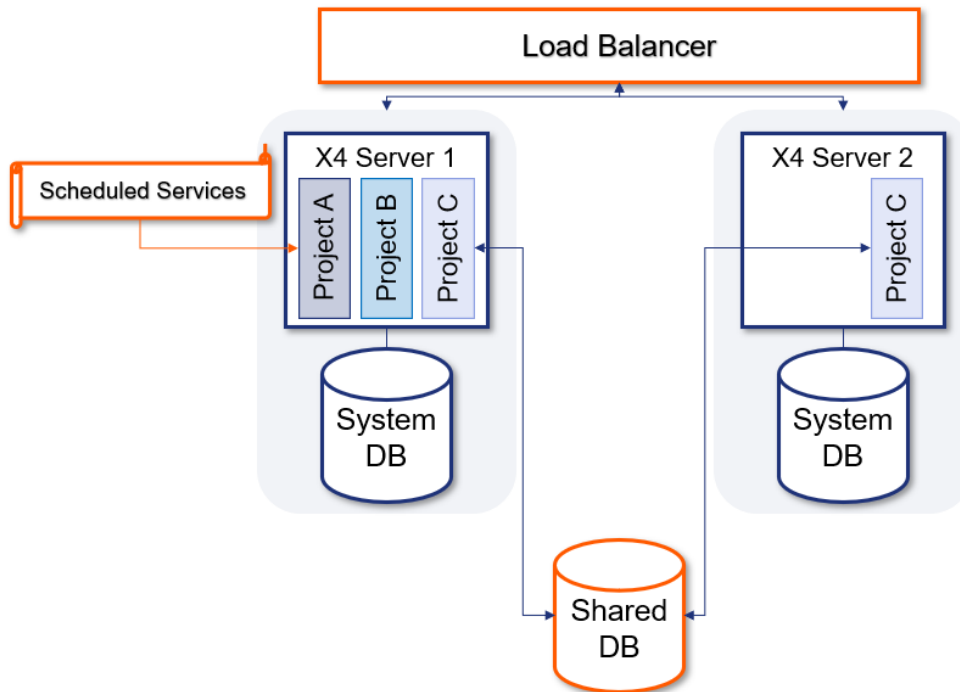 Load Balancer
X4 Server 1
X4 Server 2
Scheduled Services
Project A
Project B
Project C
Project C
System
DB
System
DB
Shared
DB